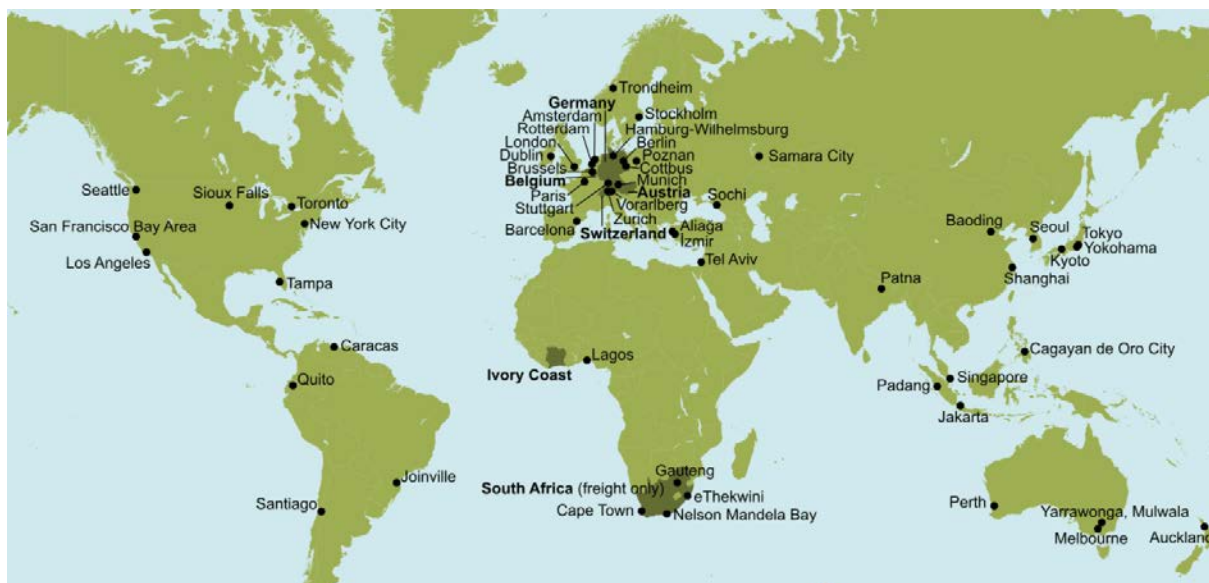 Trondheim
Germany
Amsterdam
Stockholm
Rotterdam
Hamburg-Wilhelmsburg
London
Berlin
Dublin
Poznan
Samara City
Brussels
Cottbus
Belgium
Munich
Seattle
Sioux Falls
Paris
Austria
Sochi
Toronto
Stuttgart
Vorarlberg
San Francisco Bay Area
New York City
Barcelona
Zurich
Switzerland
Aliağa
Izmir
Baoding
Seoul
Tokyo
Yokohama
Los Angeles
Tel Aviv
Kyoto
Shanghai
Tampa
Patna
Caracas
Lagos
Cagayan de Oro City
Ivory Coast
Quito
Padang
Singapore
Jakarta
Joinville
Gauteng
South Africa (freight only)
eThekwini
Santiago
Cape Town
Nelson Mandela Bay
Perth
Yarrawonga, Mulwala
Melbourne
Auckland